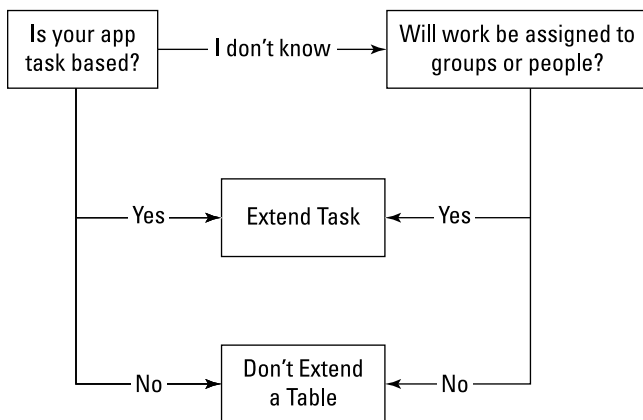 Is your app
task based?
I don't know
Will work be assigned to
groups or people?
Yes
Extend Task
Yes
No
Don't Extend
a Table
No